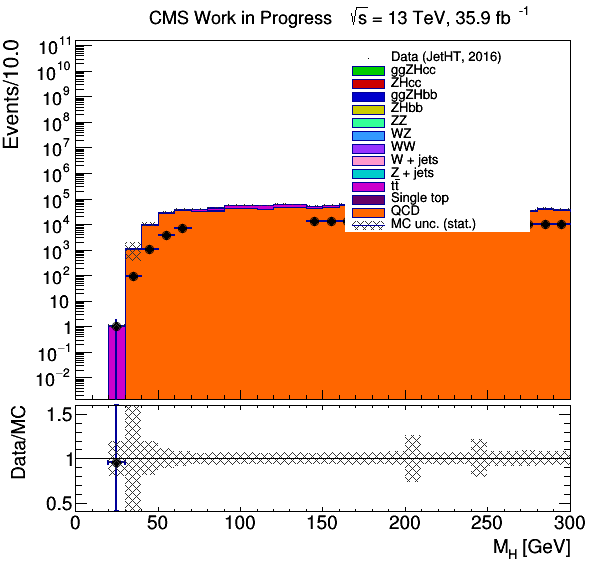 CMS Work in Progress √s = 13 TeV, 35.9 fb⁻¹
Events/10.0
10¹¹
10¹⁰
10⁹
10⁸
10⁷
10⁶
10⁵
10⁴
10³
10²
10
1
10⁻¹
10⁻²
Data (JetHT, 2016)
ggZHcc
ZHcc
ggZHbb
ZHbb
ZZ
WZ
WW
W + jets
Z + jets
tt̄
Single top
QCD
MC unc. (stat.)
Data/MC
1.5
1
0.5
0 50 100 150 200 250 300
M_H [GeV]